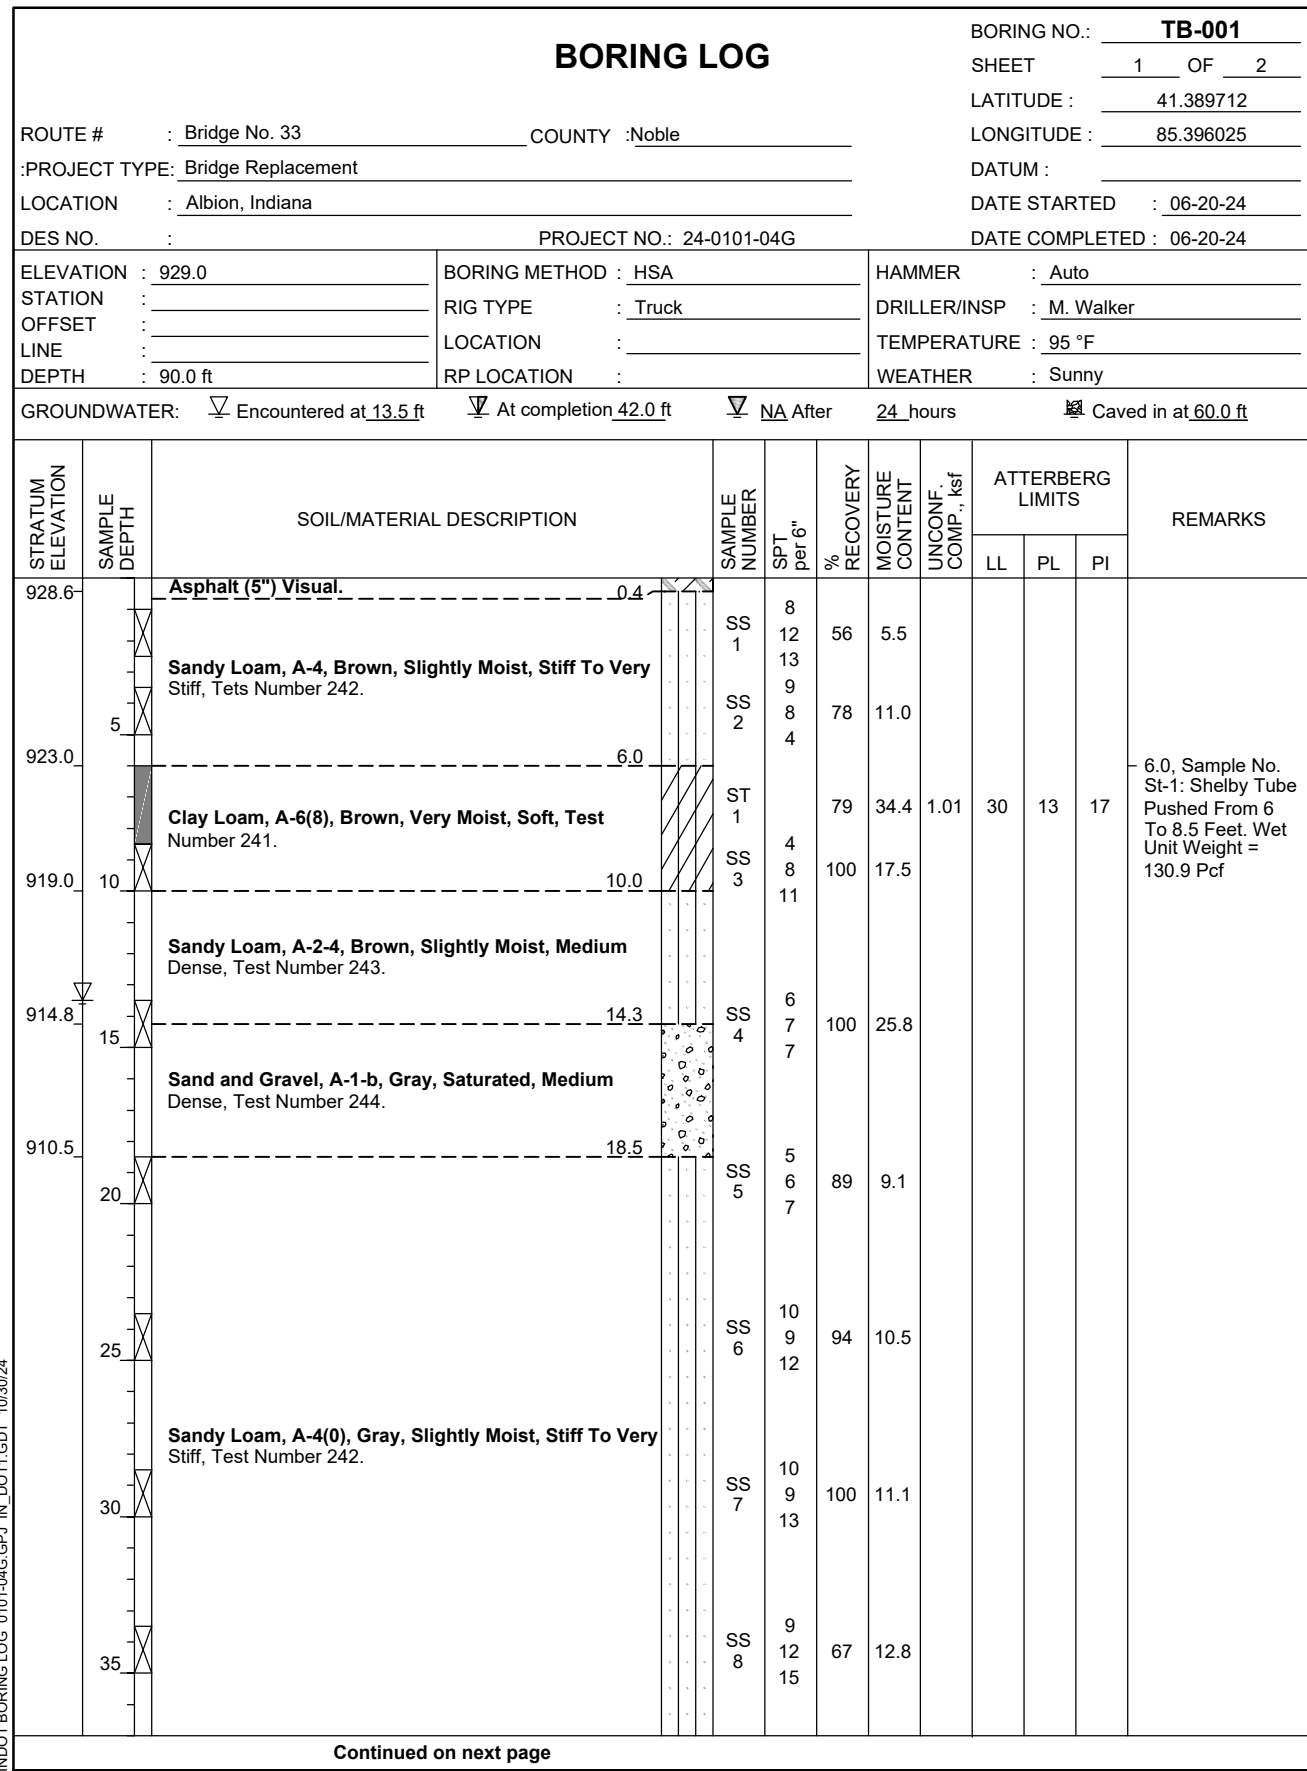 BORING LOG
BORING NO.: TB-001
SHEET 1 OF 2
LATITUDE : 41.389712
ROUTE # : Bridge No. 33 COUNTY :Noble LONGITUDE : 85.396025
:PROJECT TYPE: Bridge Replacement DATUM :
LOCATION : Albion, Indiana DATE STARTED : 06-20-24
DES NO. : PROJECT NO.: 24-0101-04G DATE COMPLETED : 06-20-24
ELEVATION : 929.0
STATION :
OFFSET :
LINE :
DEPTH : 90.0 ft
BORING METHOD : HSA
RIG TYPE : Truck
LOCATION :
RP LOCATION :
HAMMER : Auto
DRILLER/INSP : M. Walker
TEMPERATURE : 95 °F
WEATHER : Sunny
GROUNDWATER: Encountered at 13.5 ft At completion 42.0 ft NA After 24 hours Caved in at 60.0 ft
STRATUM
ELEVATION
SAMPLE
DEPTH
SOIL/MATERIAL DESCRIPTION
SAMPLE
NUMBER
SPT
per 6"
%
RECOVERY
MOISTURE
CONTENT
UNCONF.
COMP., ksf
ATTERBERG
LIMITS
LL PL PI
REMARKS
928.6 Asphalt (5") Visual. 0.4
8
SS 12 56 5.5
1
13
Sandy Loam, A-4, Brown, Slightly Moist, Stiff To Very
Stiff, Tets Number 242.
9
SS 8 78 11.0
2
5 4
923.0 6.0
6.0, Sample No.
St-1: Shelby Tube
Pushed From 6
To 8.5 Feet. Wet
Unit Weight =
130.9 Pcf
ST 79 34.4 1.01 30 13 17
1
Clay Loam, A-6(8), Brown, Very Moist, Soft, Test
Number 241.
4
SS 8 100 17.5
3
11
919.0 10 10.0
Sandy Loam, A-2-4, Brown, Slightly Moist, Medium
Dense, Test Number 243.
6
SS 7 100 25.8
4
7
914.8 14.3
15
Sand and Gravel, A-1-b, Gray, Saturated, Medium
Dense, Test Number 244.
910.5 18.5
5
SS 6 89 9.1
5
7
20
10
SS 9 94 10.5
6
12
25
Sandy Loam, A-4(0), Gray, Slightly Moist, Stiff To Very
Stiff, Test Number 242.
10
SS 9 100 11.1
7
13
30
9
SS 12 67 12.8
8
15
35
Continued on next page
INDOT BORING LOG 0101-04G.GPJ IN_DOT1.GDT 10/30/24